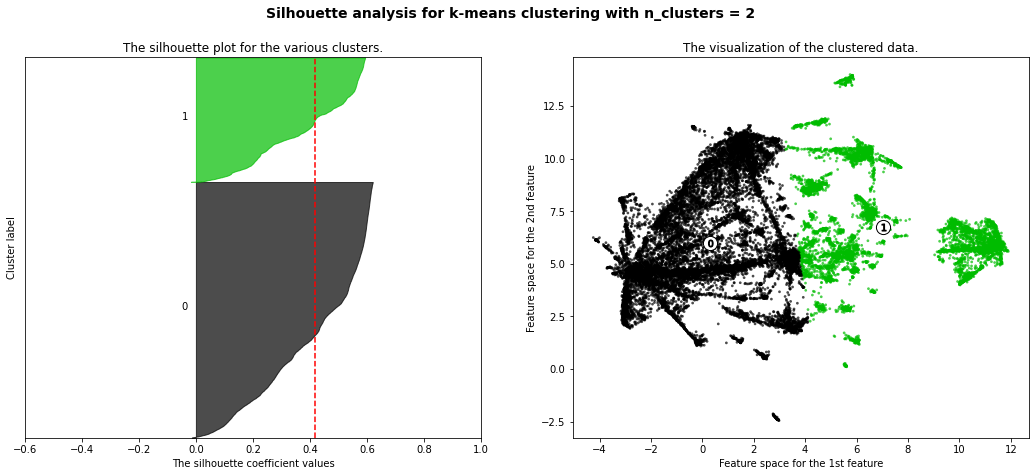 Silhouette analysis for k-means clustering with n_clusters = 2
The silhouette plot for the various clusters.
Cluster label
1
0
−0.6 −0.4 −0.2 0.0 0.2 0.4 0.6 0.8 1.0
The silhouette coefficient values
The visualization of the clustered data.
Feature space for the 2nd feature
12.5
10.0
7.5
5.0
2.5
0.0
−2.5
1
0
−4 −2 0 2 4 6 8 10 12
Feature space for the 1st feature